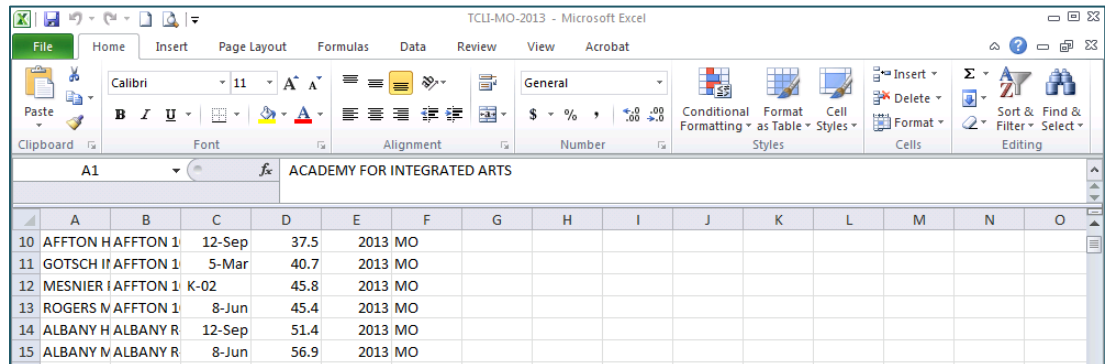 TCLI-MO-2013 - Microsoft Excel
File Home Insert Page Layout Formulas Data Review View Acrobat
Calibri 11 A A General Σ Insert
Paste B I U A $ % , .0 .00 .00 .0 Conditional Formatting Format as Table Cell Styles Delete Format Sort & Filter Find & Select
Clipboard Font Alignment Number Styles Cells Editing
A1 fx ACADEMY FOR INTEGRATED ARTS
A B C D E F G H I J K L M N O
10 AFFTON H AFFTON 1 12-Sep 37.5 2013 MO
11 GOTSCH I AFFTON 1 5-Mar 40.7 2013 MO
12 MESNIER AFFTON 1 K-02 45.8 2013 MO
13 ROGERS M AFFTON 1 8-Jun 45.4 2013 MO
14 ALBANY H ALBANY R 12-Sep 51.4 2013 MO
15 ALBANY M ALBANY R 8-Jun 56.9 2013 MO